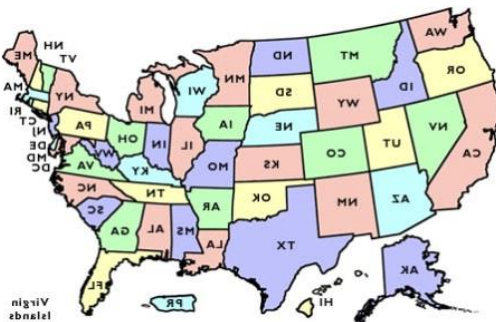 WA
MT
ND
NH
VT
ME
OR
ID
MN
WY
SD
WI
MI
NY
MA
RI
CT
NJ
DE
MD
DC
CA
NV
UT
CO
NE
IA
IL
IN
OH
PA
WV
VA
KS
MO
KY
AZ
NM
OK
AR
TN
NC
SC
TX
LA
MS
AL
GA
FL
AK
HI
PR
Virgin
Islands